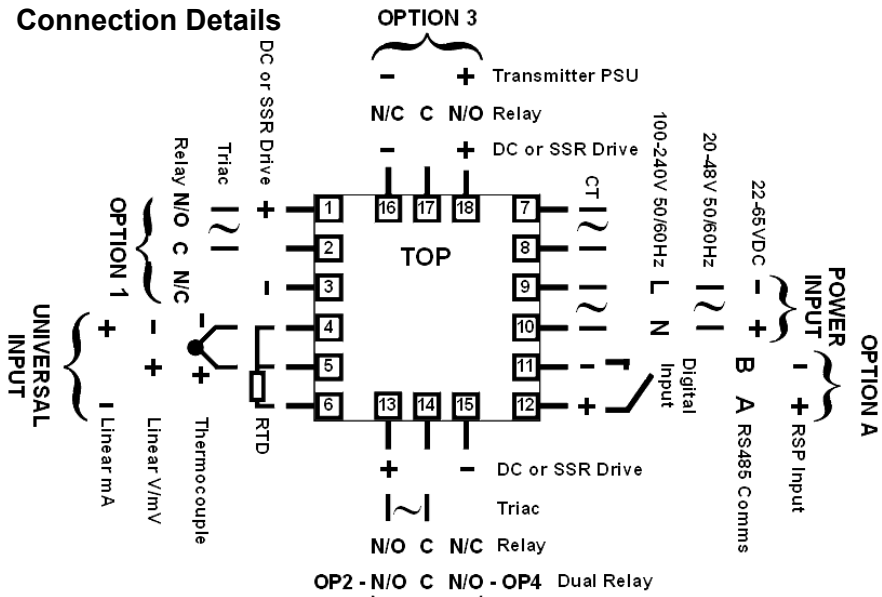 Connection Details
OPTION 3
- + Transmitter PSU
N/C C N/O Relay
- + DC or SSR Drive
DC or SSR Drive
+
-
Triac
~
Relay N/O C N/C
OPTION 1
UNIVERSAL
INPUT
+ - Linear mA
- + Linear V/mV
- + Thermocouple
RTD
TOP
1
2
3
4
5
6
16 17 18
7
8
9
10
11
12
13 14 15
CT
~
~
100-240V 50/60Hz
L N
20-48V 50/60Hz
~
22-65VDC
- +
POWER
INPUT
OPTION A
- +
Digital
Input
B A RS485 Comms
- + RSP Input
+ - DC or SSR Drive
~ Triac
N/O C N/C Relay
OP2 - N/O C N/O - OP4 Dual Relay